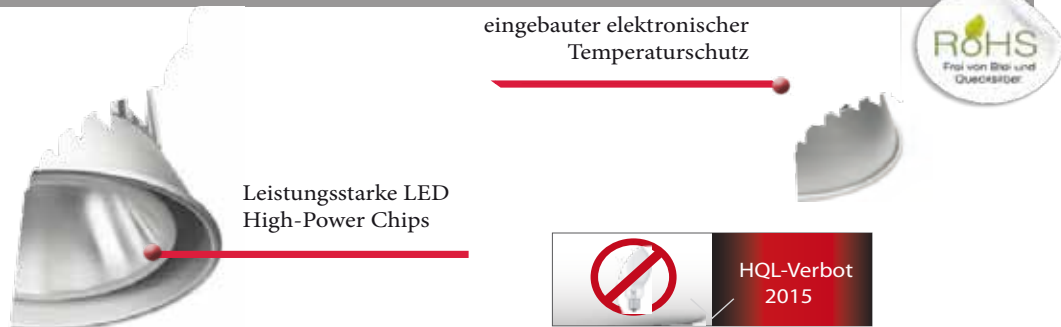 eingebauter elektronischer
Temperaturschutz
RoHS
Frei von Blei und
Quecksilber
Leistungsstarke LED
High-Power Chips
HQL-Verbot
2015